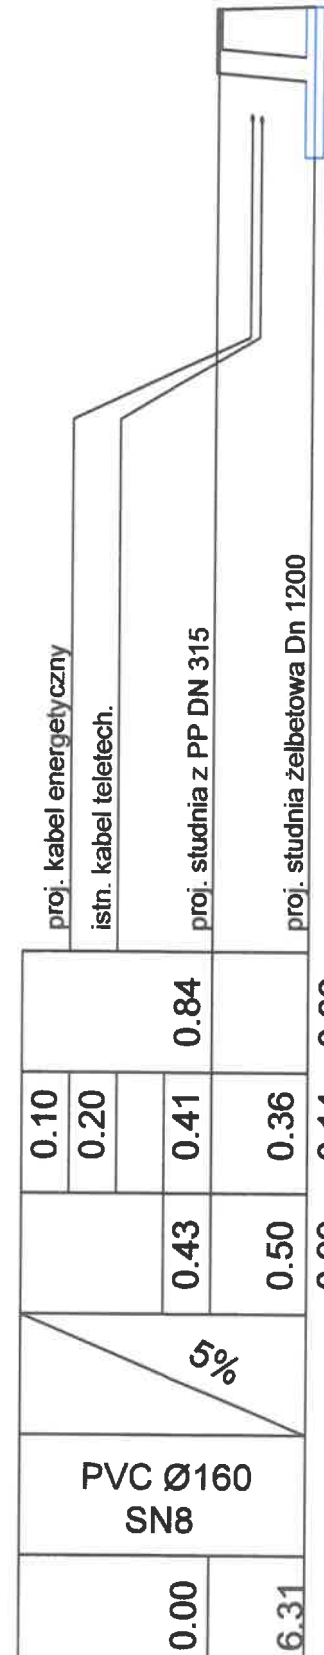 proj. kabel energetyczny
istn. kabel teletech.
proj. studnia z PP DN 315
proj. studnia żelbetowa Dn 1200
0.10
0.20
0.84
0.43
0.41
0.50
0.36
5%
PVC Ø160
SN8
0.00
6.31